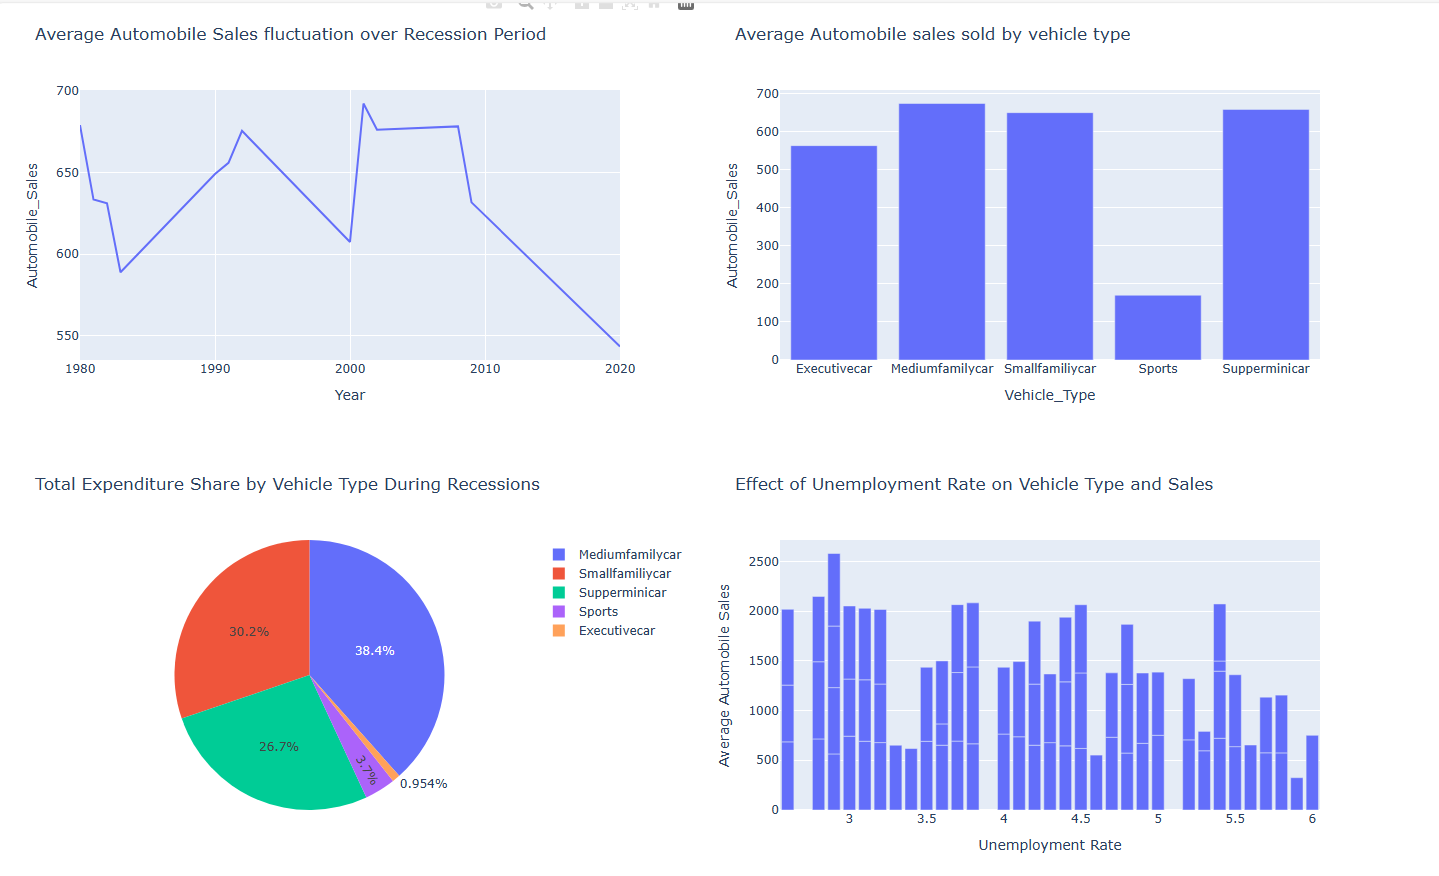 Average Automobile Sales fluctuation over Recession Period
700
650
600
550
Automobile_Sales
1980 1990 2000 2010 2020
Year
Average Automobile sales sold by vehicle type
700
600
500
400
300
200
100
0
Automobile_Sales
Executivecar Mediumfamilycar Smallfamiliycar Sports Supperminicar
Vehicle_Type
Total Expenditure Share by Vehicle Type During Recessions
38.4%
30.2%
26.7%
3.7%
0.954%
Mediumfamilycar
Smallfamiliycar
Supperminicar
Sports
Executivecar
Effect of Unemployment Rate on Vehicle Type and Sales
2500
2000
1500
1000
500
0
Average Automobile Sales
3 3.5 4 4.5 5 5.5 6
Unemployment Rate